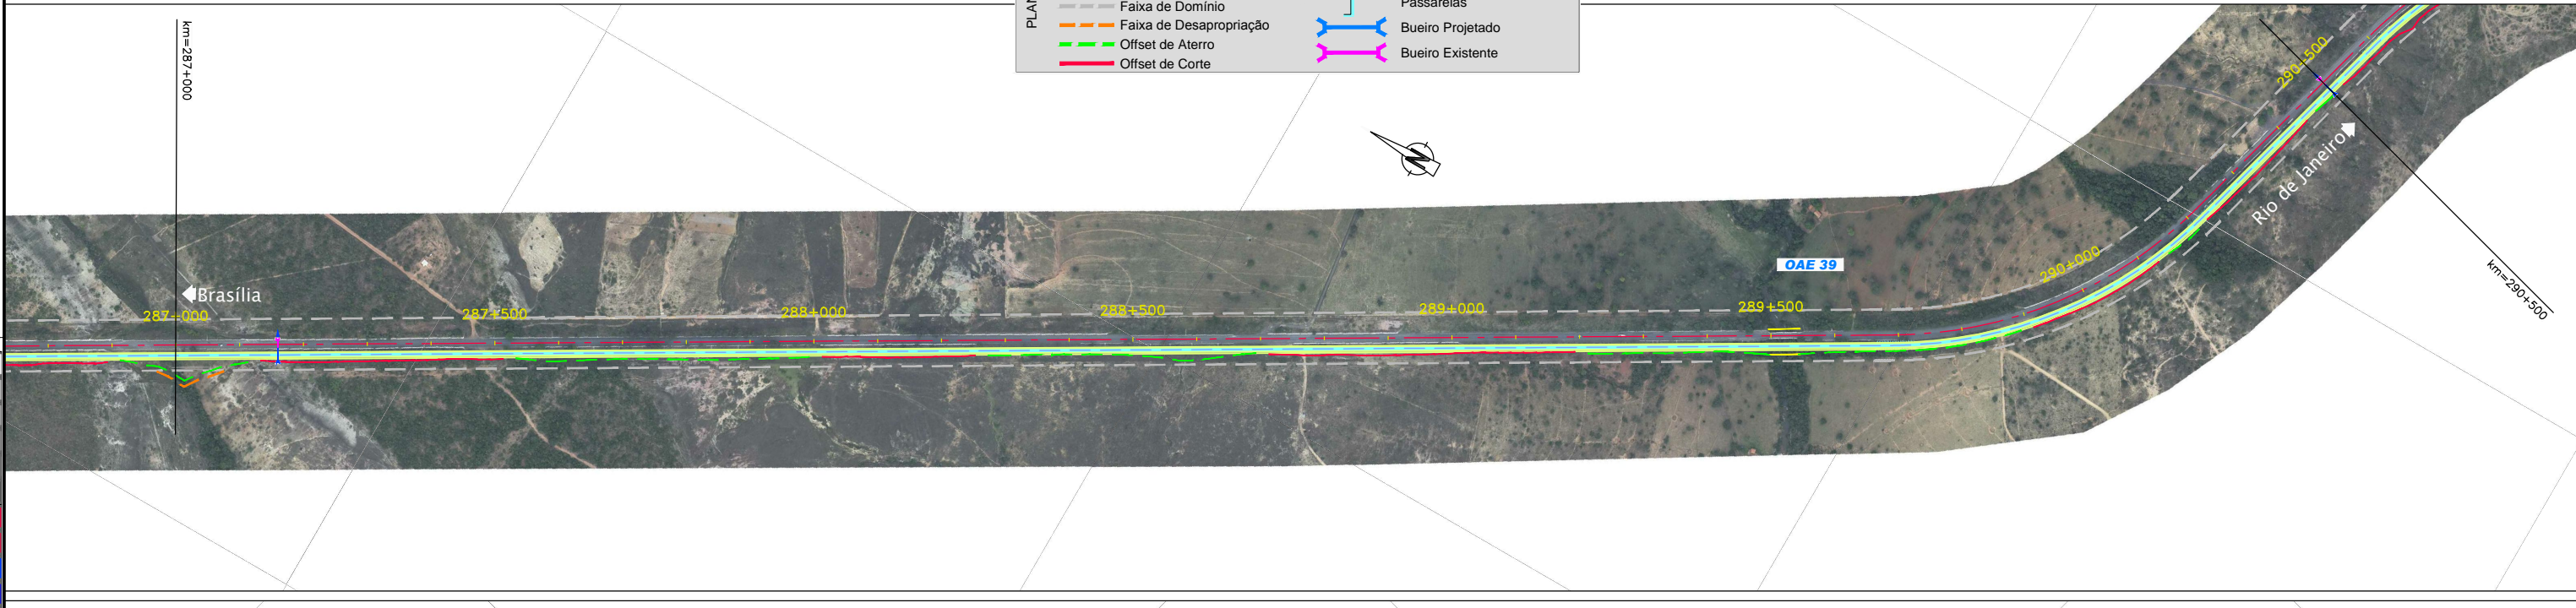 PLAN
Faixa de Domínio
Faixa de Desapropriação
Offset de Aterro
Offset de Corte
Passarelas
Bueiro Projetado
Bueiro Existente
km=287+000
N
290+500
Rio de Janeiro
km=290+500
OAE 39
Brasília
287+000
287+500
288+000
288+500
289+000
289+500
290+000